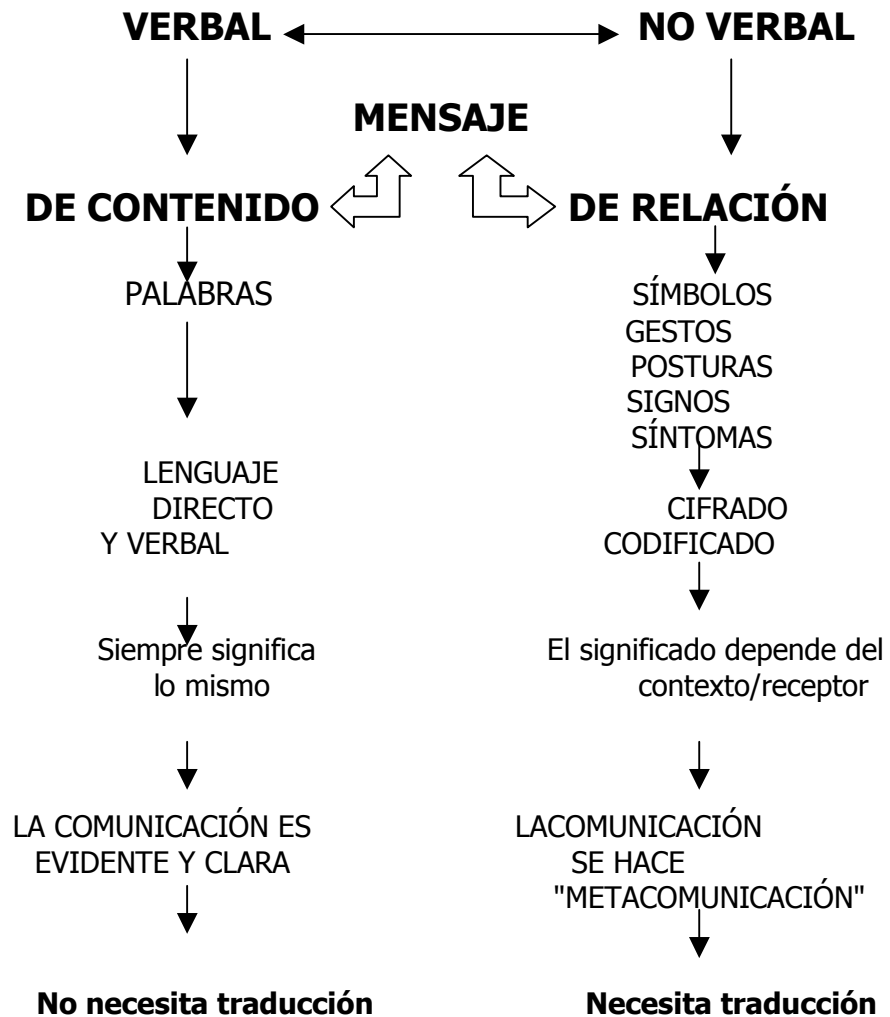 VERBAL
NO VERBAL
MENSAJE
DE CONTENIDO
DE RELACIÓN
PALABRAS
LENGUAJE
DIRECTO
Y VERBAL
Siempre significa
lo mismo
LA COMUNICACIÓN ES
EVIDENTE Y CLARA
No necesita traducción
SÍMBOLOS
GESTOS
POSTURAS
SIGNOS
SÍNTOMAS
CIFRADO
CODIFICADO
El significado depende del
contexto/receptor
LACOMUNICACIÓN
SE HACE
"METACOMUNICACIÓN"
Necesita traducción